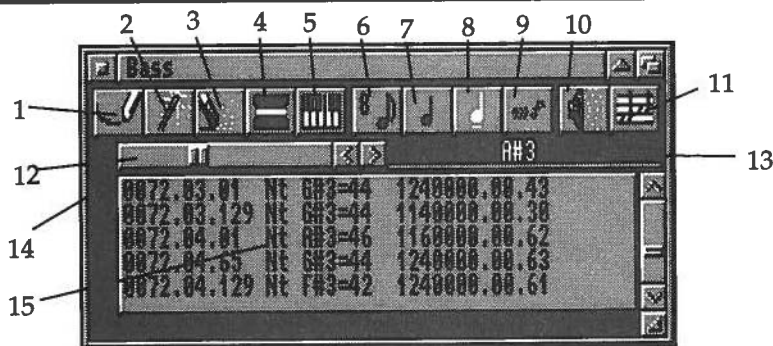 2 3 4 5 6 7 8 9 10
Bass
1 11
12 A#3 13
0072.03.01 Nt G#3=44 1240000.00.43
0072.03.129 Nt G#3=44 1140000.00.30
14 0072.04.01 Nt A#3=46 1160000.00.62
0072.04.65 Nt G#3=44 1240000.00.63
15 0072.04.129 Nt F#3=42 1240000.00.61